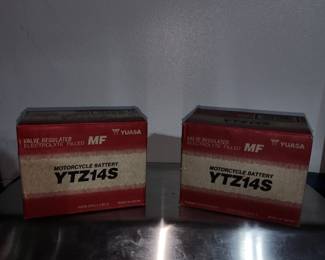 VALVE REGULATED
ELECTROLYTE FILLED MF
YUASA
MOTORCYCLE BATTERY
YTZ14S
VALVE REGULATED
ELECTROLYTE FILLED MF
YUASA
MOTORCYCLE BATTERY
YTZ14S